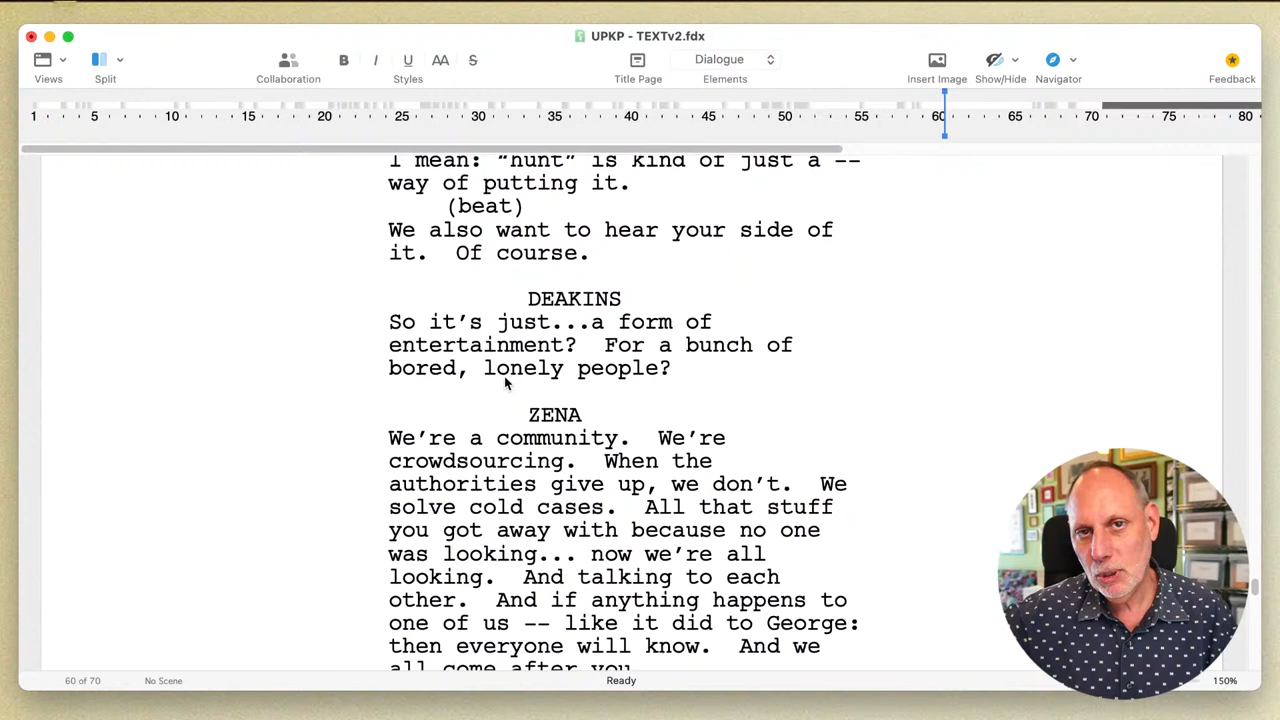 UPKP - TEXTv2.fdx
B I U AA S
Dialogue
Views Split Collaboration Styles Title Page Elements Insert Image Show/Hide Navigator Feedback
1 5 10 15 20 25 30 35 40 45 50 55 60 65 70 75 80
I mean: “hunt” is kind of just a --
way of putting it.
(beat)
We also want to hear your side of
it.  Of course.
DEAKINS
So it’s just...a form of
entertainment?  For a bunch of
bored, lonely people?
ZENA
We’re a community.  We’re
crowdsourcing.  When the
authorities give up, we don’t.  We
solve cold cases.  All that stuff
you got away with because no one
was looking... now we’re all
looking.  And talking to each
other.  And if anything happens to
one of us -- like it did to George:
then everyone will know.  And we
all come after you.
60 of 70 No Scene Ready 150%